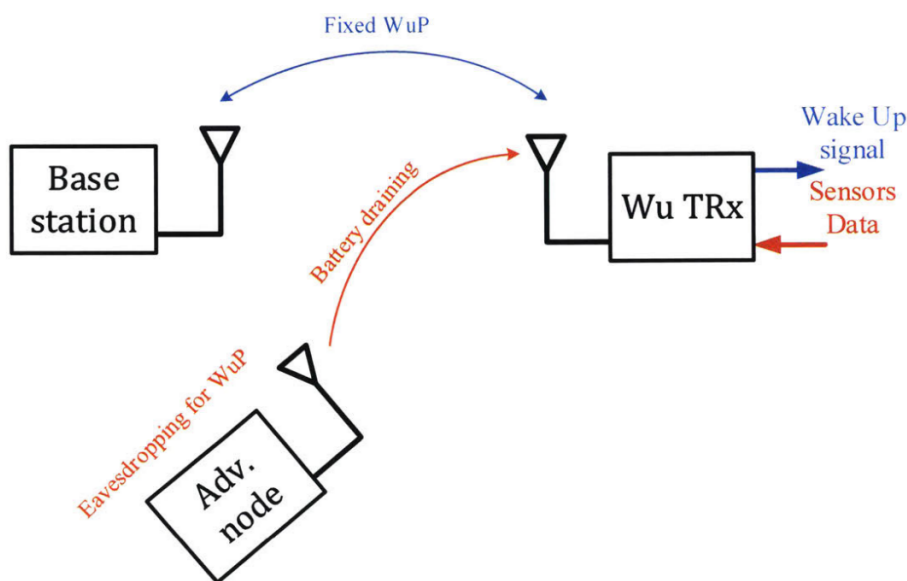 Fixed WuP
Base
station
Battery draining
Wu TRx
Wake Up
signal
Sensors
Data
Eavesdropping for WuP
Adv.
node